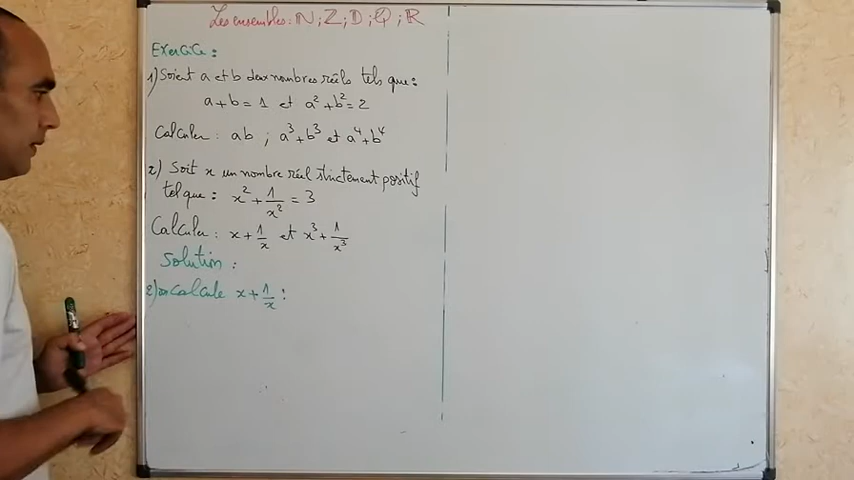 Les ensembles : ℕ ; ℤ ; 𝔻 ; ℚ ; ℝ
Exercice :
1) Soient a et b deux nombres réels tels que :
a + b = 1 et a² + b² = 2
Calculer : ab ; a³ + b³ et a⁴ + b⁴
2) Soit x un nombre réel strictement positif
tel que : x² + 1/x² = 3
Calculer : x + 1/x et x³ + 1/x³
Solution :
2) on calcule x + 1/x :